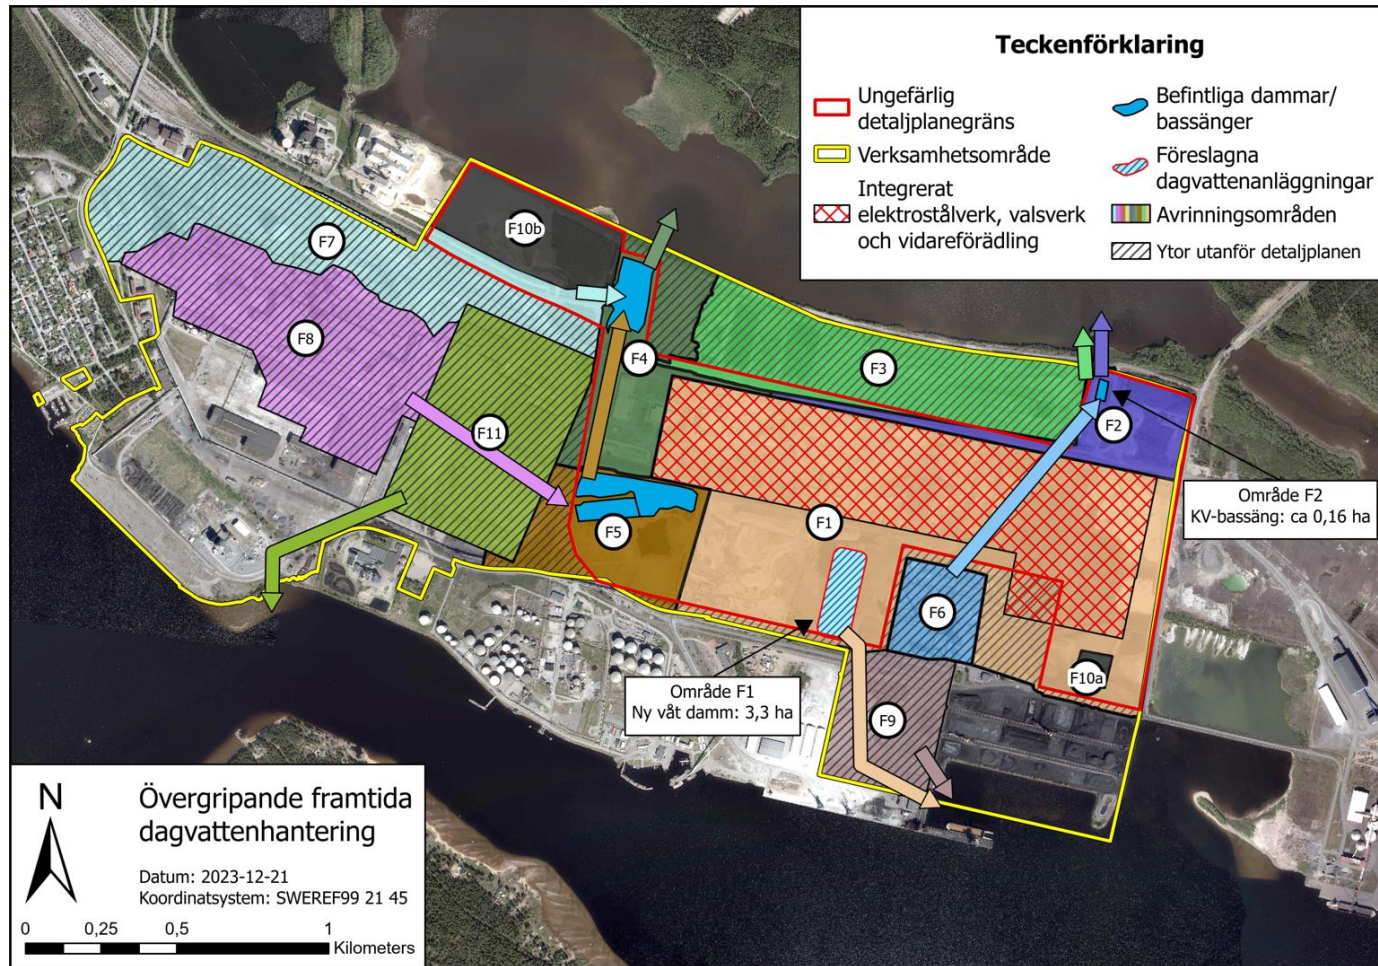 Teckenförklaring
Ungefärlig
detaljplanegräns
Verksamhetsområde
Integrerat
elektrostålverk, valsverk
och vidareförädling
Befintliga dammar/
bassänger
Föreslagna
dagvattenanläggningar
Avrinningsområden
Ytor utanför detaljplanen
F10b
F7
F8
F4
F3
F11
F2
F5
F1
F6
F10a
F9
Område F2
KV-bassäng: ca 0,16 ha
Område F1
Ny våt damm: 3,3 ha
N
Övergripande framtida
dagvattenhantering
Datum: 2023-12-21
Koordinatsystem: SWEREF99 21 45
0 0,25 0,5 1
Kilometers